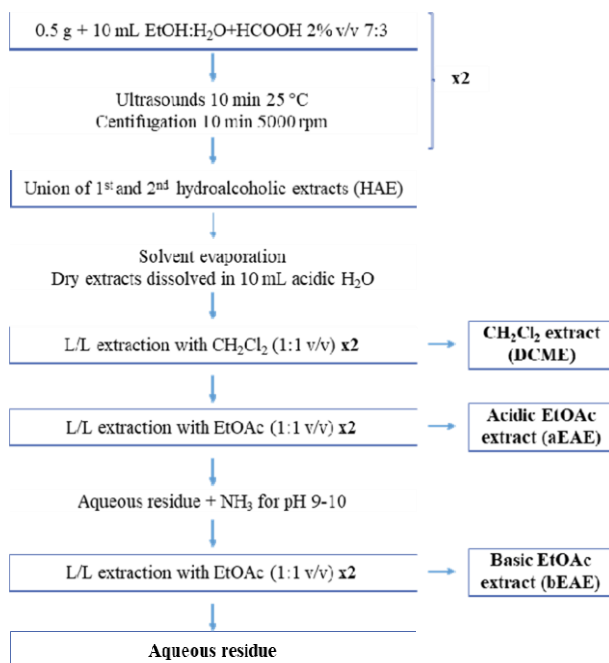 0.5 g + 10 mL EtOH:H₂O+HCOOH 2% v/v 7:3
x2
Ultrasounds 10 min 25 °C
Centifugation 10 min 5000 rpm
Union of 1st and 2nd hydroalcoholic extracts (HAE)
Solvent evaporation
Dry extracts dissolved in 10 mL acidic H₂O
L/L extraction with CH₂Cl₂ (1:1 v/v) x2
CH₂Cl₂ extract
(DCME)
L/L extraction with EtOAc (1:1 v/v) x2
Acidic EtOAc
extract (aEAE)
Aqueous residue + NH₃ for pH 9-10
L/L extraction with EtOAc (1:1 v/v) x2
Basic EtOAc
extract (bEAE)
Aqueous residue